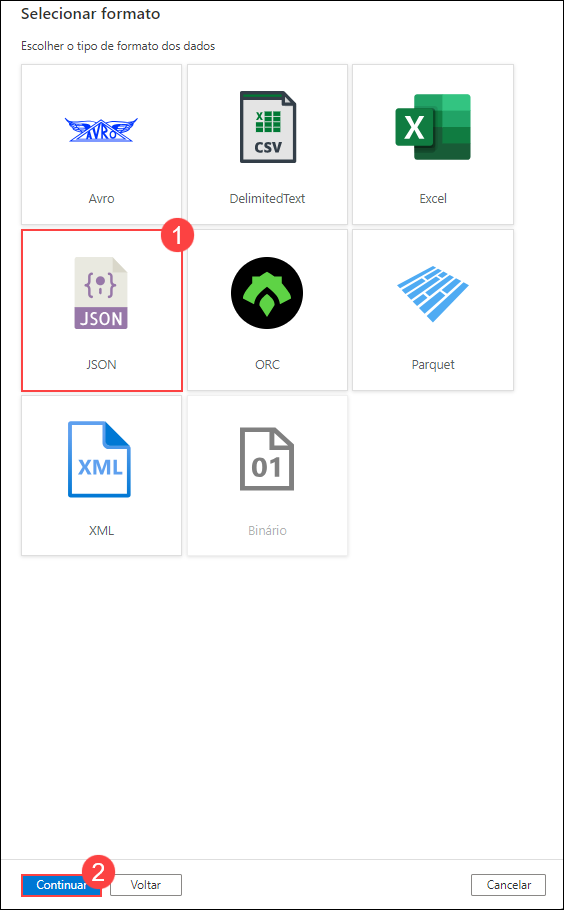 Selecionar formato
Escolher o tipo de formato dos dados
AVRO
CSV
X
Avro
DelimitedText
Excel
1
{ }
JSON
JSON
ORC
Parquet
XML
01
XML
Binário
2
Continuar
Voltar
Cancelar